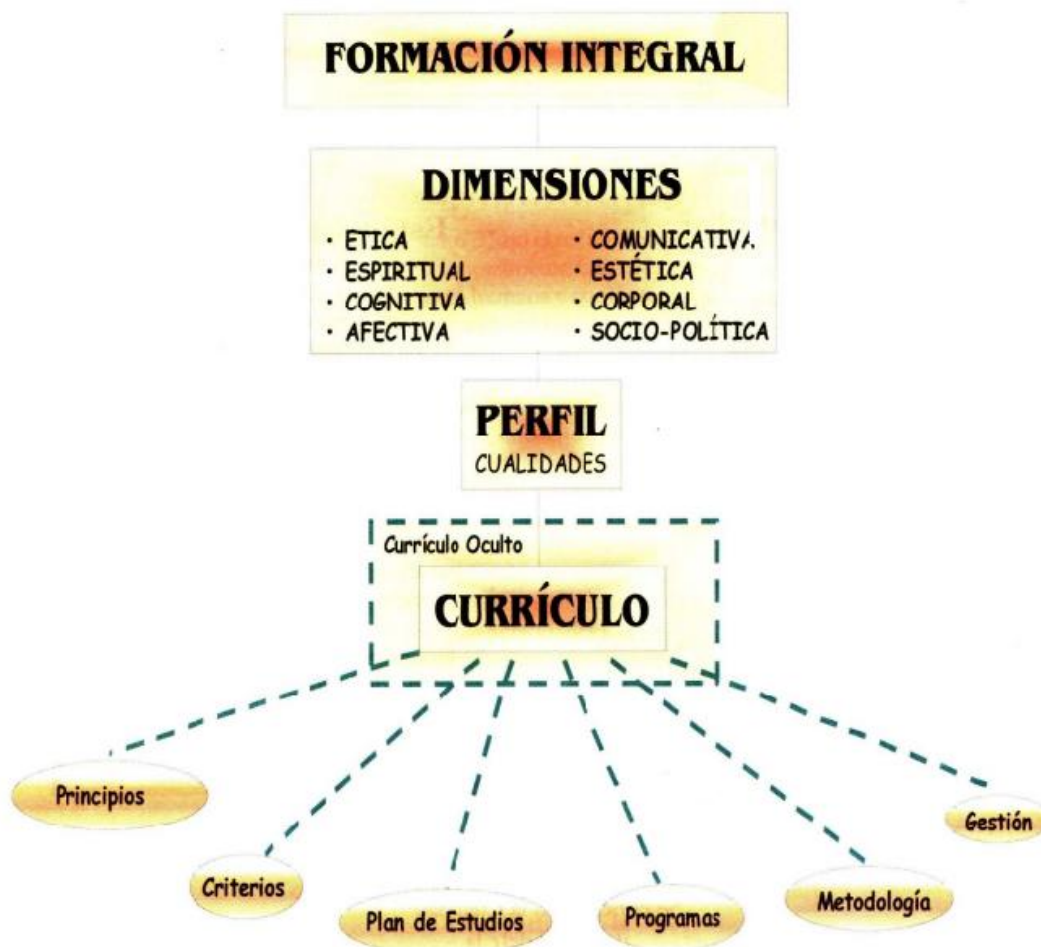 FORMACIÓN INTEGRAL
DIMENSIONES
· ETICA
· ESPIRITUAL
· COGNITIVA
· AFECTIVA
· COMUNICATIVA
· ESTÉTICA
· CORPORAL
· SOCIO-POLÍTICA
PERFIL
CUALIDADES
Currículo Oculto
CURRÍCULO
Principios
Criterios
Plan de Estudios
Programas
Metodología
Gestión